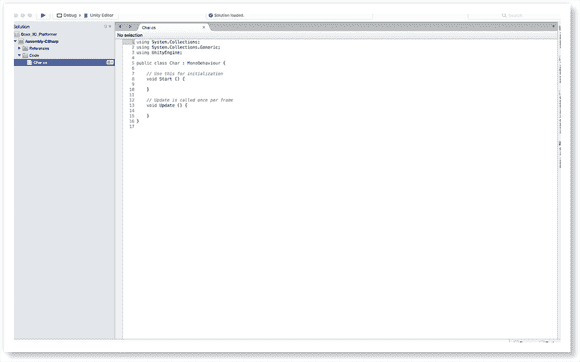 Debug
Unity Editor
Solution loaded.
Search
Solution
Char.cs
No selection
Basic_3D_Platformer
Assembly-CSharp
References
Code
Char.cs
1 using System.Collections;
2 using System.Collections.Generic;
3 using UnityEngine;
4
5 public class Char : MonoBehaviour {
6
7 // Use this for initialization
8 void Start () {
9
10 }
11
12 // Update is called once per frame
13 void Update () {
14
15 }
16 }
17